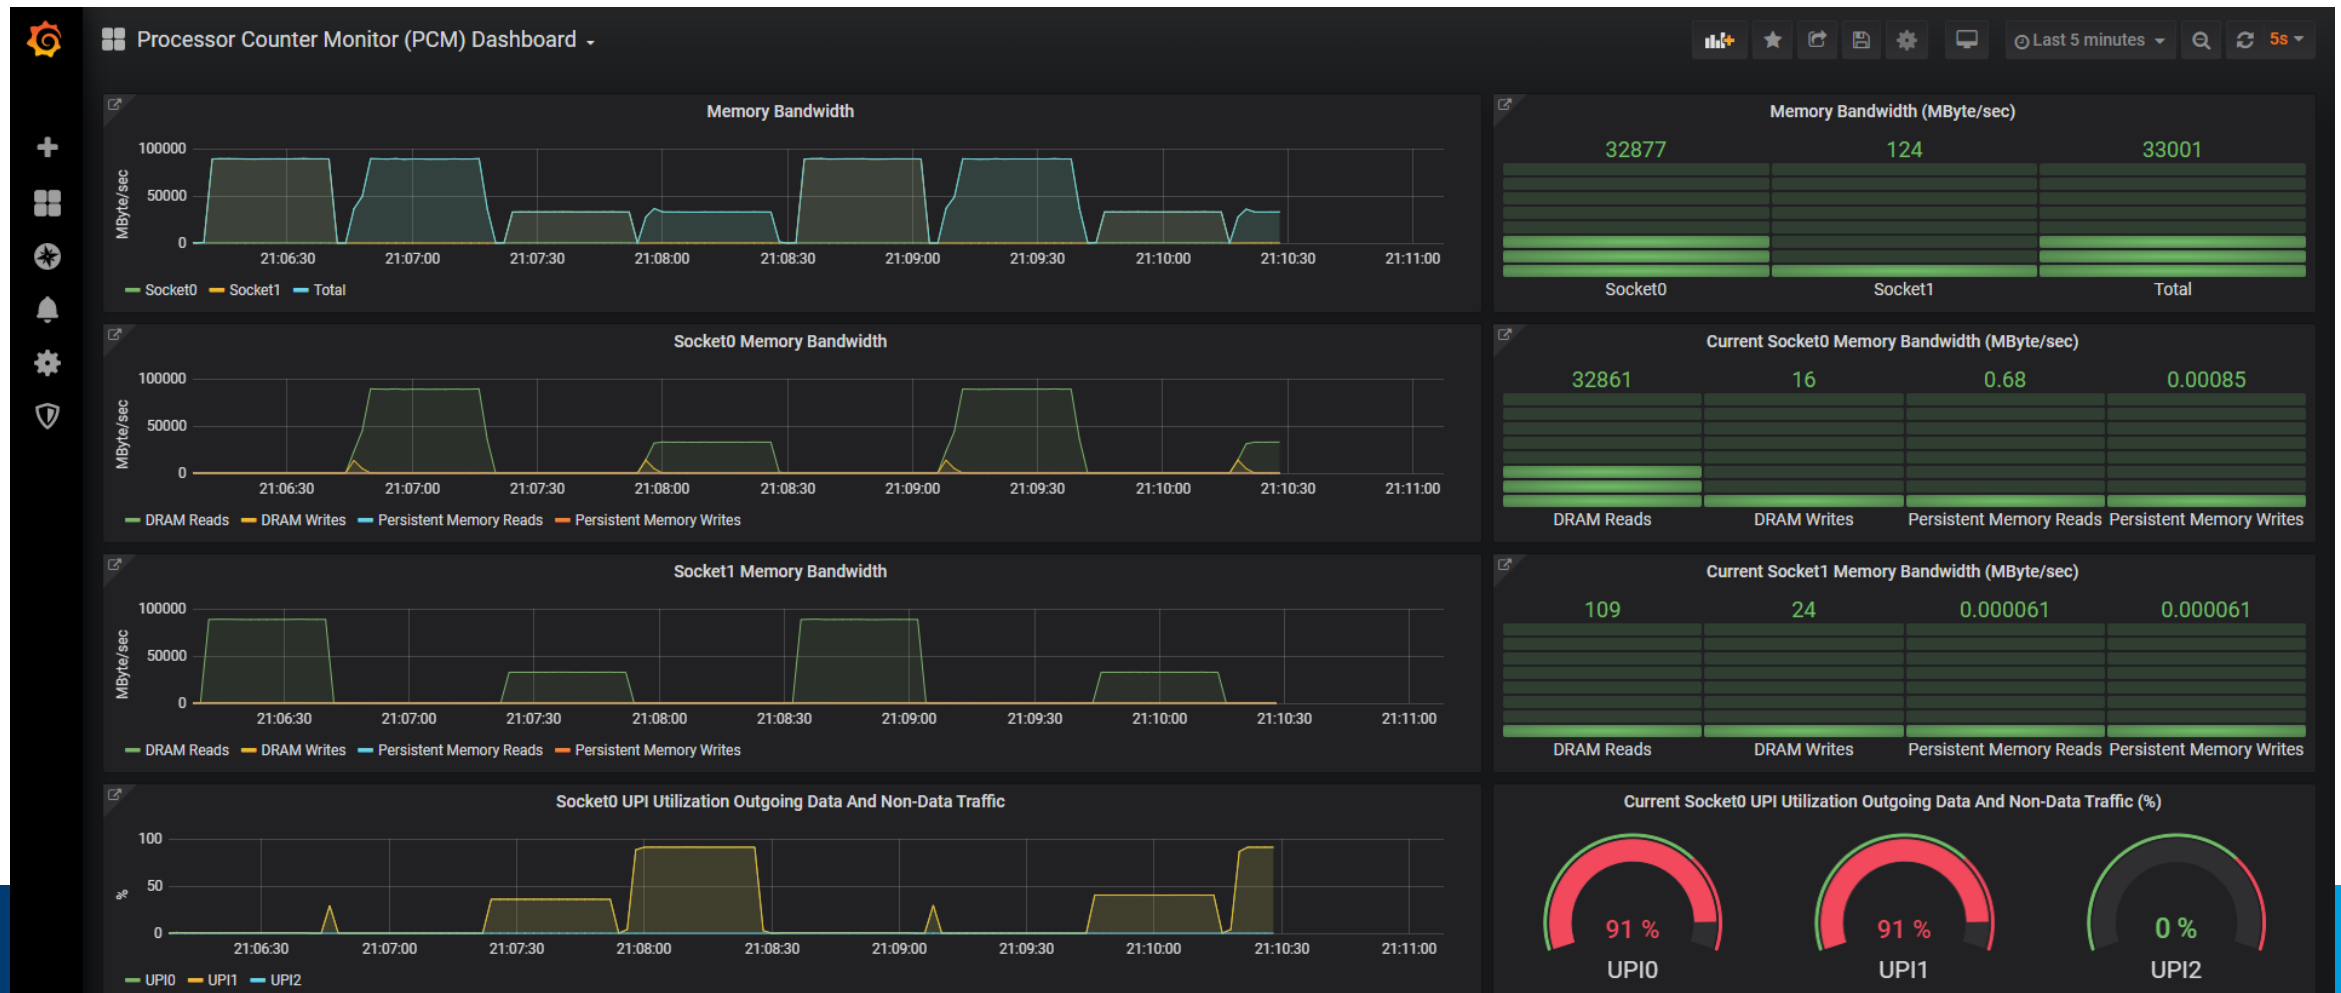 Processor Counter Monitor (PCM) Dashboard
Last 5 minutes
5s
Memory Bandwidth
100000
50000
0
MByte/sec
21:06:30 21:07:00 21:07:30 21:08:00 21:08:30 21:09:00 21:09:30 21:10:00 21:10:30 21:11:00
Socket0 Socket1 Total
Memory Bandwidth (MByte/sec)
32877 124 33001
Socket0 Socket1 Total
Socket0 Memory Bandwidth
100000
50000
0
MByte/sec
21:06:30 21:07:00 21:07:30 21:08:00 21:08:30 21:09:00 21:09:30 21:10:00 21:10:30 21:11:00
DRAM Reads DRAM Writes Persistent Memory Reads Persistent Memory Writes
Current Socket0 Memory Bandwidth (MByte/sec)
32861 16 0.68 0.00085
DRAM Reads DRAM Writes Persistent Memory Reads Persistent Memory Writes
Socket1 Memory Bandwidth
100000
50000
0
MByte/sec
21:06:30 21:07:00 21:07:30 21:08:00 21:08:30 21:09:00 21:09:30 21:10:00 21:10:30 21:11:00
DRAM Reads DRAM Writes Persistent Memory Reads Persistent Memory Writes
Current Socket1 Memory Bandwidth (MByte/sec)
109 24 0.000061 0.000061
DRAM Reads DRAM Writes Persistent Memory Reads Persistent Memory Writes
Socket0 UPI Utilization Outgoing Data And Non-Data Traffic
100
50
0
%
21:06:30 21:07:00 21:07:30 21:08:00 21:08:30 21:09:00 21:09:30 21:10:00 21:10:30 21:11:00
UPI0 UPI1 UPI2
Current Socket0 UPI Utilization Outgoing Data And Non-Data Traffic (%)
91 % 91 % 0 %
UPI0 UPI1 UPI2